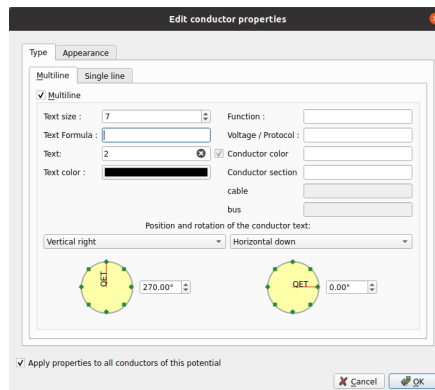 Edit conductor properties
Type Appearance
Multiline Single line
Multiline
Text size : 7 Function :
Text Formula : Voltage / Protocol :
Text: 2 Conductor color
Text color : Conductor section
cable
bus
Position and rotation of the conductor text:
Vertical right Horizontal down
QET 270.00° QET 0.00°
Apply properties to all conductors of this potential
Cancel OK